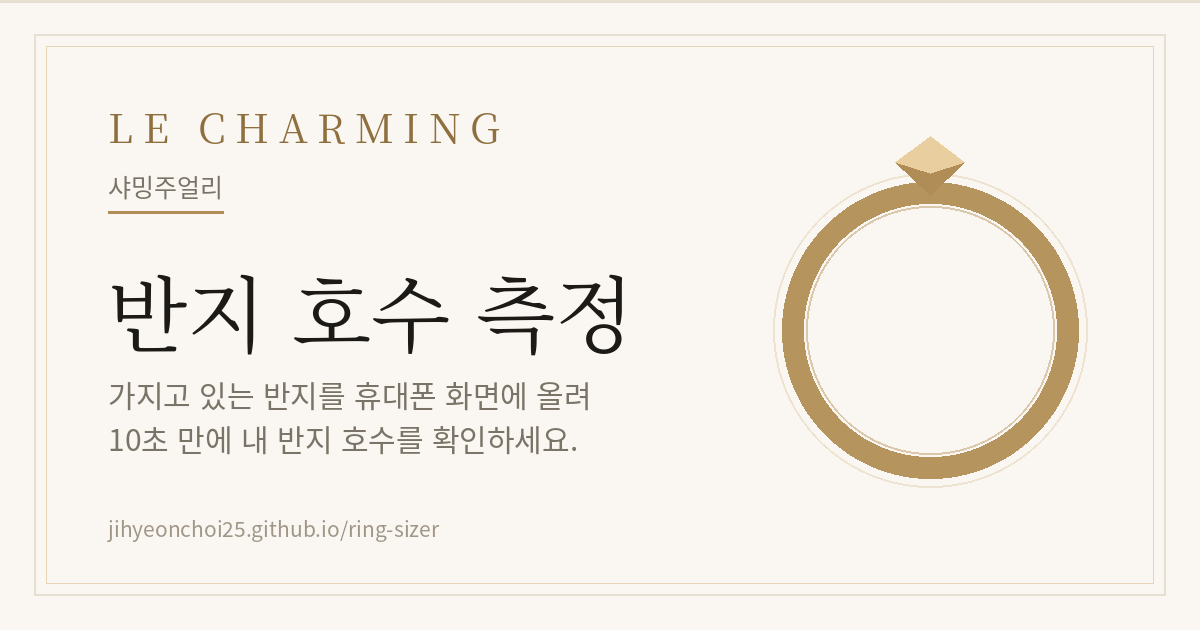 LE CHARMING
샤밍주얼리
반지 호수 측정
가지고 있는 반지를 휴대폰 화면에 올려
10초 만에 내 반지 호수를 확인하세요.
jihyeonchoi25.github.io/ring-sizer